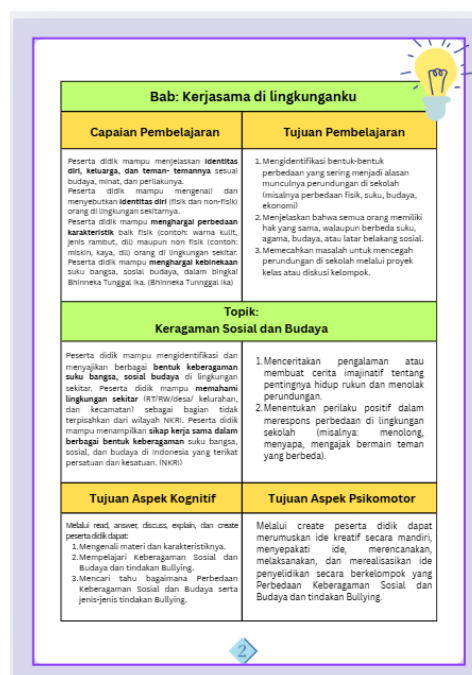 Bab: Kerjasama di lingkunganku
Capaian Pembelajaran
Tujuan Pembelajaran
Peserta didik mampu menjelaskan identitas
diri, keluarga, dan teman- temannya sesuai
budaya, minat, dan perilakunya.
Peserta didik mampu mengenali dan
menyebutkan identitas diri (fisik dan non-fisik)
orang di lingkungan sekitarnya.
Peserta didik mampu menghargai perbedaan
karakteristik baik fisik (contoh: warna kulit,
jenis rambut, dll) maupun non fisik (contoh:
miskin, kaya, dll) orang di lingkungan sekitar.
Peserta didik mampu menghargai kebinekaan
suku bangsa, sosial budaya, dalam bingkai
Bhinneka Tunggal Ika. (Bhineka Tunnggal Ika)
1.Mengidentifikasi bentuk-bentuk
perbedaan yang sering menjadi alasan
munculnya perundungan di sekolah
(misalnya perbedaan fisik, suku, budaya,
ekonomi)
2.Menjelaskan bahwa semua orang memiliki
hak yang sama, walaupun berbeda suku,
agama, budaya, atau latar belakang sosial.
3.Memecahkan masalah untuk mencegah
perundungan di sekolah melalui proyek
kelas atau diskusi kelompok.
Topik:
Keragaman Sosial dan Budaya
Peserta didik mampu mengidentifikasi dan
menyajikan berbagai bentuk keberagaman
suku bangsa, sosial budaya di lingkungan
sekitar. Peserta didik mampu memahami
lingkungan sekitar (RT/RW/desa/ kelurahan,
dan kecamatan) sebagai bagian tidak
terpisahkan dari wilayah NKRI. Peserta didik
mampu menampilkan sikap kerja sama dalam
berbagai bentuk keberagaman suku bangsa,
sosial, dan budaya di Indonesia yang terikat
persatuan dan kesatuan. (NKRI)
1.Menceritakan pengalaman atau
membuat cerita imajinatif tentang
pentingnya hidup rukun dan menolak
perundungan.
2.Menentukan perilaku positif dalam
merespons perbedaan di lingkungan
sekolah (misalnya: menolong,
menyapa, mengajak bermain teman
yang berbeda).
Tujuan Aspek Kognitif
Tujuan Aspek Psikomotor
Melalui read, answer, discuss, explain, dan create
peserta didik dapat:
1.Mengenali materi dan karakteristiknya.
2.Mempelajari Keberagaman Sosial dan
Budaya dan tindakan Bullying.
3.Mencari tahu bagaimana Perbedaan
Keberagaman Sosial dan Budaya serta
jenis-jenis tindakan Bullying.
Melalui create peserta didik dapat
merumuskan ide kreatif secara mandiri,
menyepakati ide, merencanakan,
melaksanakan, dan merealisasikan ide
penyelidikan secara berkelompok yang
Perbedaan Keberagaman Sosial dan
Budaya dan tindakan Bullying.
2